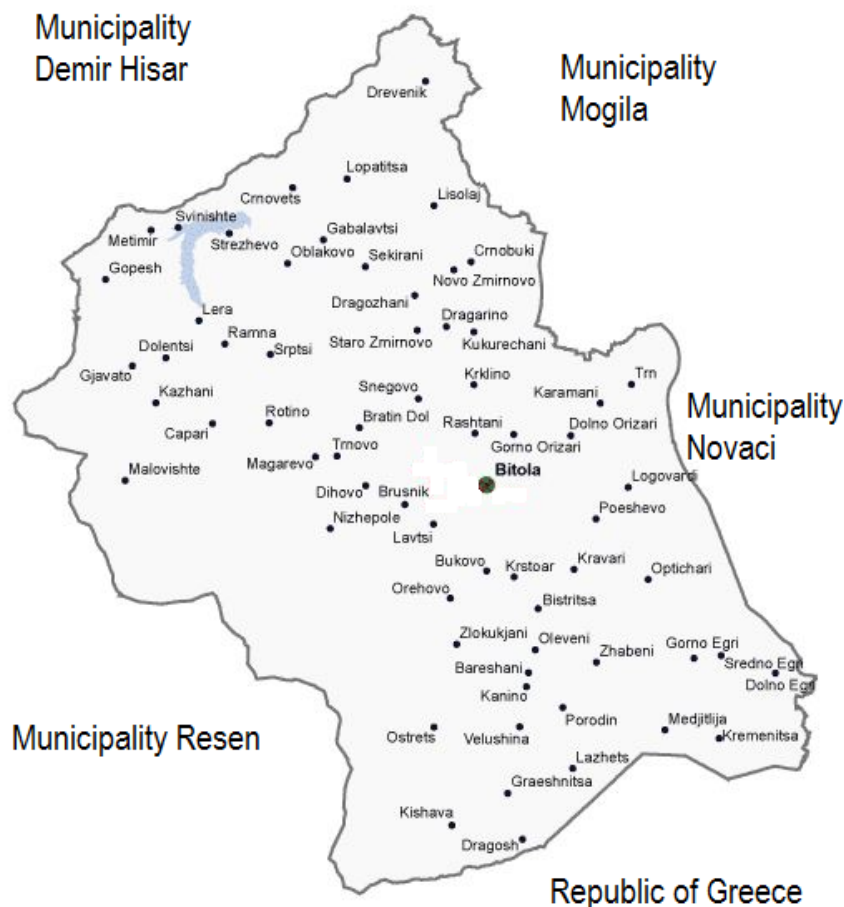 Municipality
Demir Hisar
Municipality
Mogila
Drevenik
Lopatitsa
Crnovets
Lisolaj
Svinishte
Metimir
Strezhevo
Gabalavtsi
Oblakovo
Sekirani
Crnobuki
Novo Zmirnovo
Gopesh
Dragozhani
Lera
Dragarino
Ramna
Staro Zmirnovo
Kukurechani
Dolentsi
Srptsi
Gjavato
Trn
Krklino
Karamani
Snegovo
Kazhani
Municipality
Novaci
Rotino
Bratin Dol
Rashtani
Dolno Orizari
Capari
Gorno Orizari
Trnovo
Magarevo
Malovishte
Bitola
Logovardi
Dihovo
Brusnik
Poeshevo
Nizhepole
Lavtsi
Bukovo
Krstoar
Kravari
Optichari
Orehovo
Bistritsa
Zlokukjani
Oleveni
Zhabeni
Gorno Egri
Sredno Egri
Bareshani
Dolno Egri
Kanino
Municipality Resen
Ostrets
Velushina
Porodin
Medjitlija
Kremenitsa
Lazhets
Graeshnitsa
Kishava
Dragosh
Republic of Greece